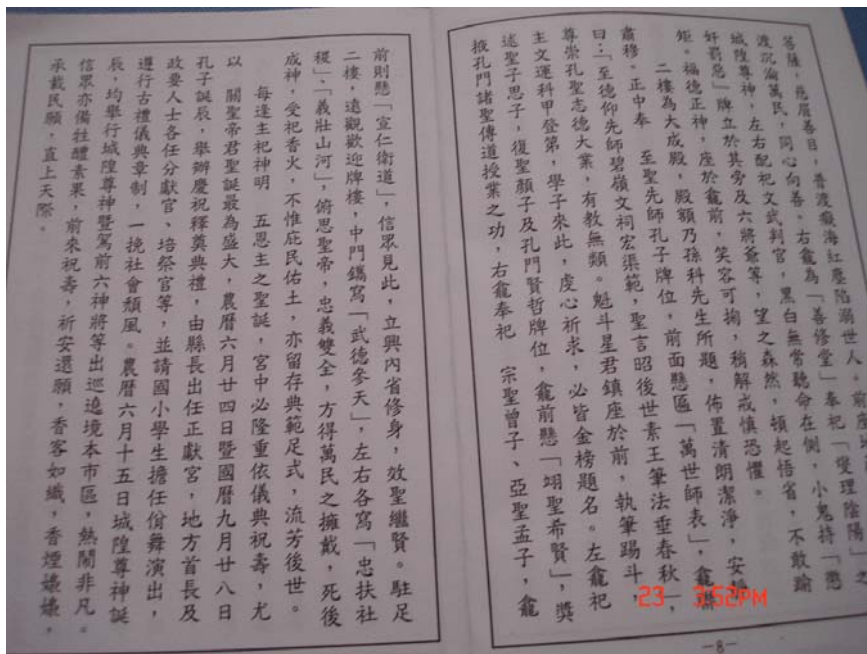 菩薩，慈眉善目，普渡癡海紅塵陷溺世人。前座
渡沉淪萬民，同心向善。右龕為「善修堂」奉祀「燮理陰陽」之
城隍尊神，左右配祀文武判官，黑白無常聽命在側，小鬼持「懲
奸罰惡」牌立於其旁及六將爺等，望之森然，頓起悟省，不敢踰
矩。福德正神，座於龕前，笑容可掬，稍解戒慎恐懼。
二樓為大成殿，殿額乃孫科先生所題，佈置清朗潔淨，安
肅穆。正中奉　至聖先師孔子牌位，前面懸匾「萬世師表」，龕聯
曰：「至德仰先師碧嶺文祠宏渠範，聖言昭後世素王筆法垂春秋」，
尊崇孔聖志德大業，有教無類。魁斗星君鎮座於前，執筆踢斗，
主文運科甲登第，學子來此，虔心祈求，必皆金榜題名。左龕祀
述聖子思子，復聖顏子及孔門賢哲牌位，龕前懸「翊聖希賢」，獎
掖孔門諸聖傳道授業之功，右龕奉祀　宗聖曾子、亞聖孟子，龕
23 3:52PM
－8－
前則懸「宣仁衛道」，信眾見此，立興內省修身，效聖繼賢。駐足
二樓，遠觀歡迎牌樓，中門鐫寫「武德參天」，左右各寫「忠扶社
稷」、「義壯山河」，俯思聖帝，忠義雙全，方得萬民之擁戴，死後
成神，受祀香火，不惟庇民佑土，亦留存典範足式，流芳後世。
每逢主祀神明　五恩主之聖誕，宮中必隆重依儀典祝壽，尤
以　關聖帝君聖誕最為盛大，農曆六月廿四日暨國曆九月廿八日
孔子誕辰，舉辦慶祝釋奠典禮，由縣長出任正獻官，地方首長及
政要人士各任分獻官、培祭官等，並請國小學生擔任佾舞演出，
遵行古禮儀典章制，一挽社會頹風。農曆六月十五日城隍尊神誕
辰，均舉行城隍尊神暨駕前六神將等出巡遶境本市區，熱鬧非凡。
信眾亦備牲醴素果，前來祝壽，祈安還願，香客如織，香煙嬝嬝，
承載民願，直上天際。